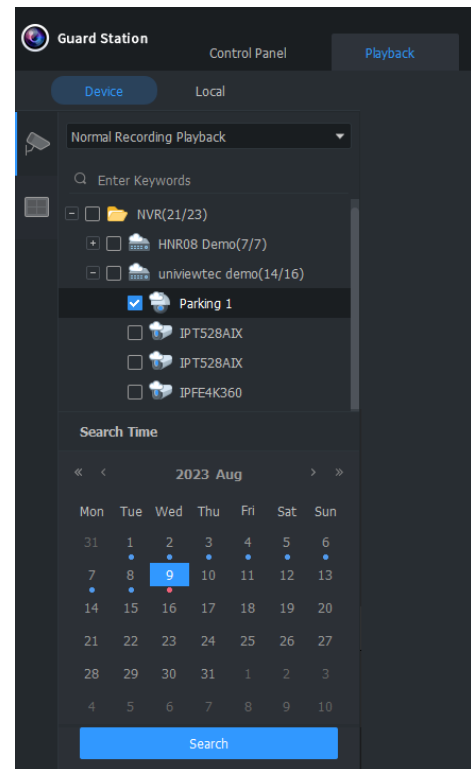 Guard Station
Control Panel
Playback
Device
Local
Normal Recording Playback
Enter Keywords
NVR(21/23)
HNR08 Demo(7/7)
univiewtec demo(14/16)
Parking 1
IPT528AIX
IPT528AIX
IPFE4K360
Search Time
« < 2023 Aug > »
Mon Tue Wed Thu Fri Sat Sun
31 1 2 3 4 5 6
7 8 9 10 11 12 13
14 15 16 17 18 19 20
21 22 23 24 25 26 27
28 29 30 31 1 2 3
4 5 6 7 8 9 10
Search